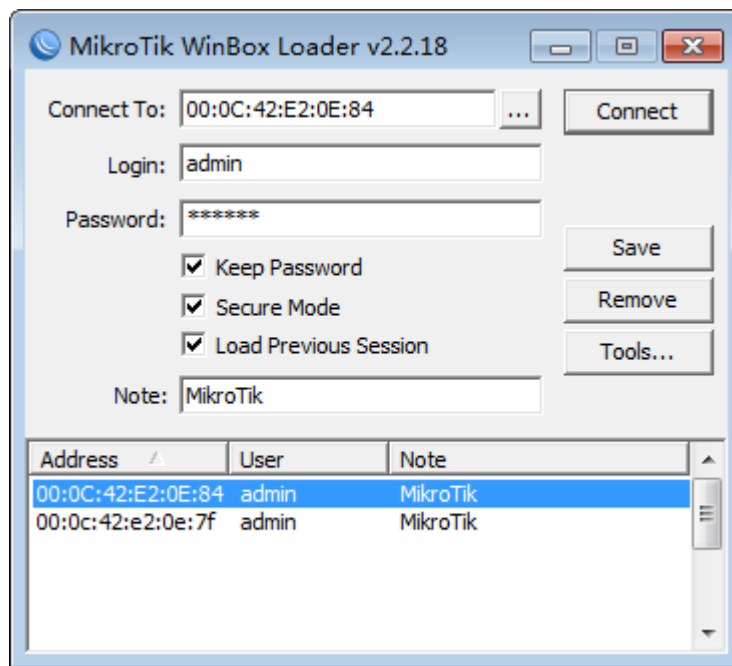 MikroTik WinBox Loader v2.2.18
Connect To: 00:0C:42:E2:0E:84 ... Connect
Login: admin
Password: ******
Keep Password
Save
Secure Mode
Remove
Load Previous Session
Tools...
Note: MikroTik
Address User Note
00:0C:42:E2:0E:84 admin MikroTik
00:0c:42:e2:0e:7f admin MikroTik